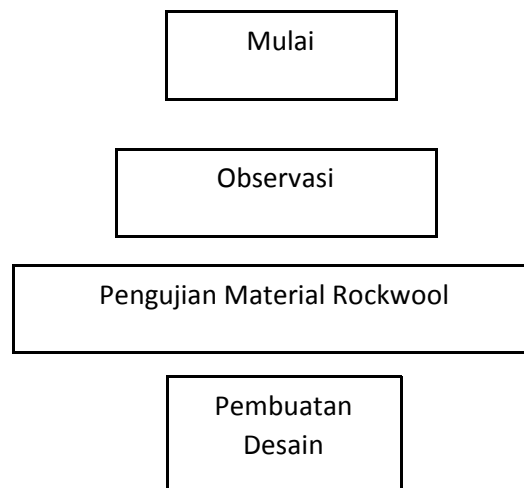 Mulai
Observasi
Pengujian Material Rockwool
Pembuatan
Desain